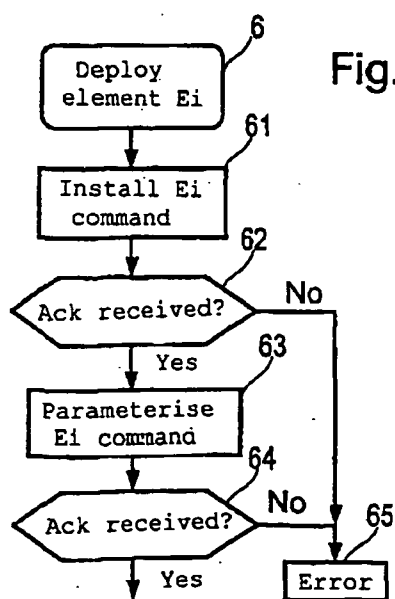 6
Deploy
element Ei
Fig.
61
Install Ei
command
62
Ack received?
No
Yes
63
Parameterise
Ei command
64
Ack received?
No
65
Yes
Error